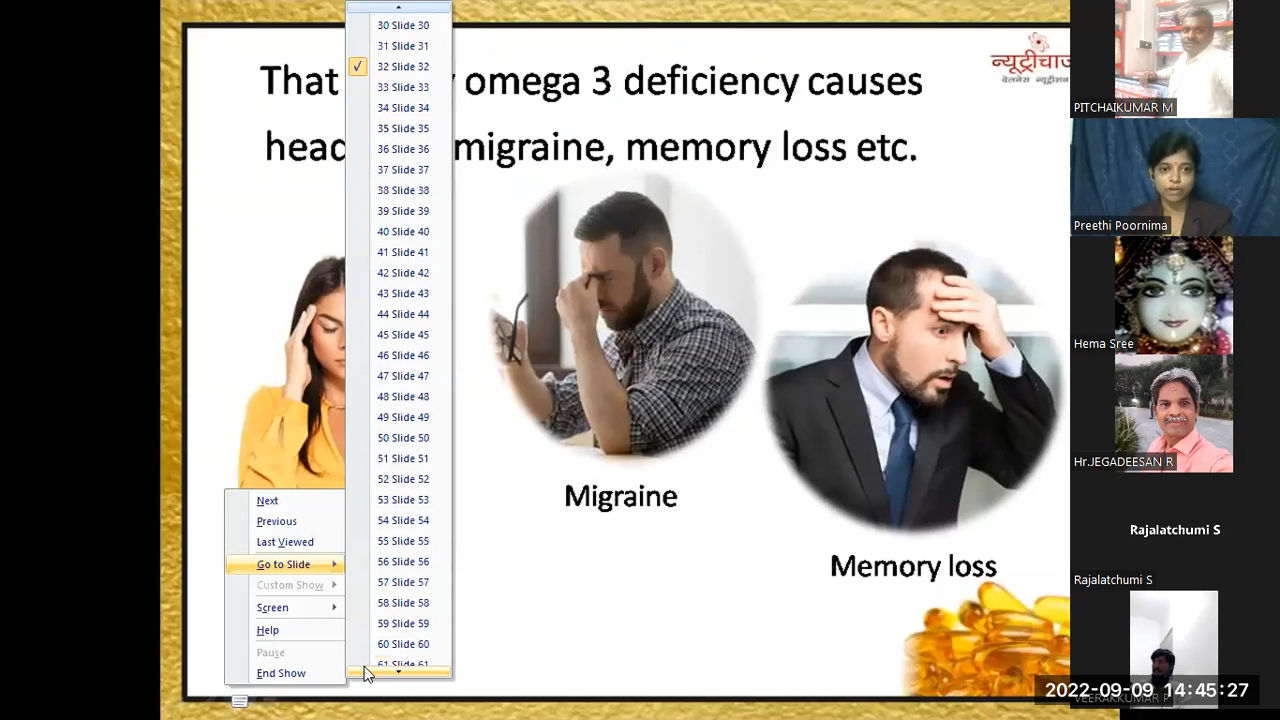 That
omega 3 deficiency causes
head
migraine, memory loss etc.
न्यूट्रीचार्ज
वेलनेस न्यूट्रीशन
Migraine
Memory loss
30 Slide 30
31 Slide 31
32 Slide 32
33 Slide 33
34 Slide 34
35 Slide 35
36 Slide 36
37 Slide 37
38 Slide 38
39 Slide 39
40 Slide 40
41 Slide 41
42 Slide 42
43 Slide 43
44 Slide 44
45 Slide 45
46 Slide 46
47 Slide 47
48 Slide 48
49 Slide 49
50 Slide 50
51 Slide 51
52 Slide 52
53 Slide 53
54 Slide 54
55 Slide 55
56 Slide 56
57 Slide 57
58 Slide 58
59 Slide 59
60 Slide 60
61 Slide 61
Next
Previous
Last Viewed
Go to Slide
Custom Show
Screen
Help
Pause
End Show
PITCHAIKUMAR M
Preethi Poornima
Hema Sree
Hr.JEGADEESAN R
Rajalatchumi S
Rajalatchumi S
VEERAKKUMAR P
2022-09-09 14:45:27